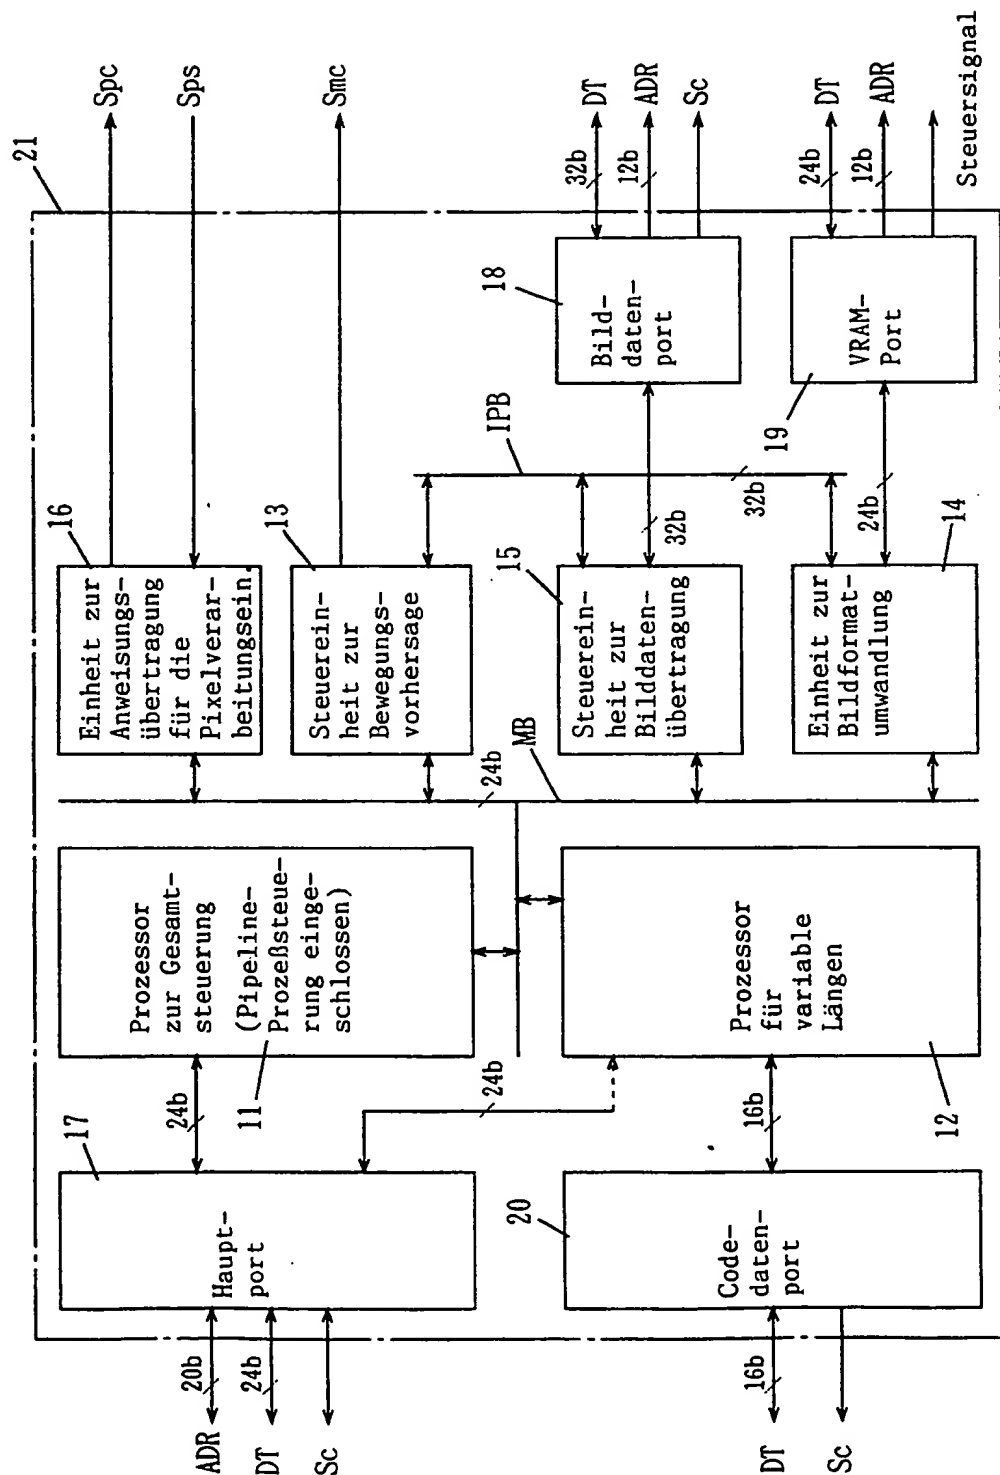 21
Spc
Sps
Smc
16
Einheit zur
Anweisungs-
übertragung
für die
Pixelverar-
beitungsein.
13
Steuerein-
heit zur
Bewegungs-
vorhersage
15
Steuerein-
heit zur
Bilddaten-
übertragung
14
Einheit zur
Bildformat-
umwandlung
IPB
32b
32b
24b
18
Bild-
daten-
port
32b
DT
12b
ADR
Sc
19
VRAM-
Port
24b
DT
12b
ADR
Steuersignal
24b
MB
Prozessor
zur Gesamt-
steuerung
(Pipeline-
Prozeßsteue-
rung einge-
schlossen)
11
24b
24b
Prozessor
für
variable
Längen
12
16b
17
Haupt-
port
20b
ADR
24b
DT
Sc
20
Code-
daten-
port
16b
DT
Sc